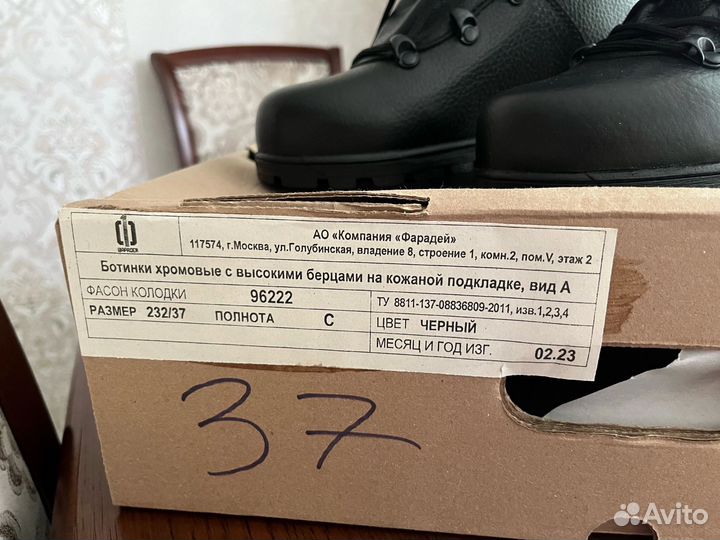 ФАРАДЕЙ
АО «Компания «Фарадей»
117574, г.Москва, ул.Голубинская, владение 8, строение 1, комн.2, пом.V, этаж 2
Ботинки хромовые с высокими берцами на кожаной подкладке, вид А
ФАСОН КОЛОДКИ 96222
ТУ 8811-137-08836809-2011, изв.1,2,3,4
РАЗМЕР 232/37 ПОЛНОТА С
ЦВЕТ ЧЕРНЫЙ
МЕСЯЦ И ГОД ИЗГ. 02.23
37
Avito